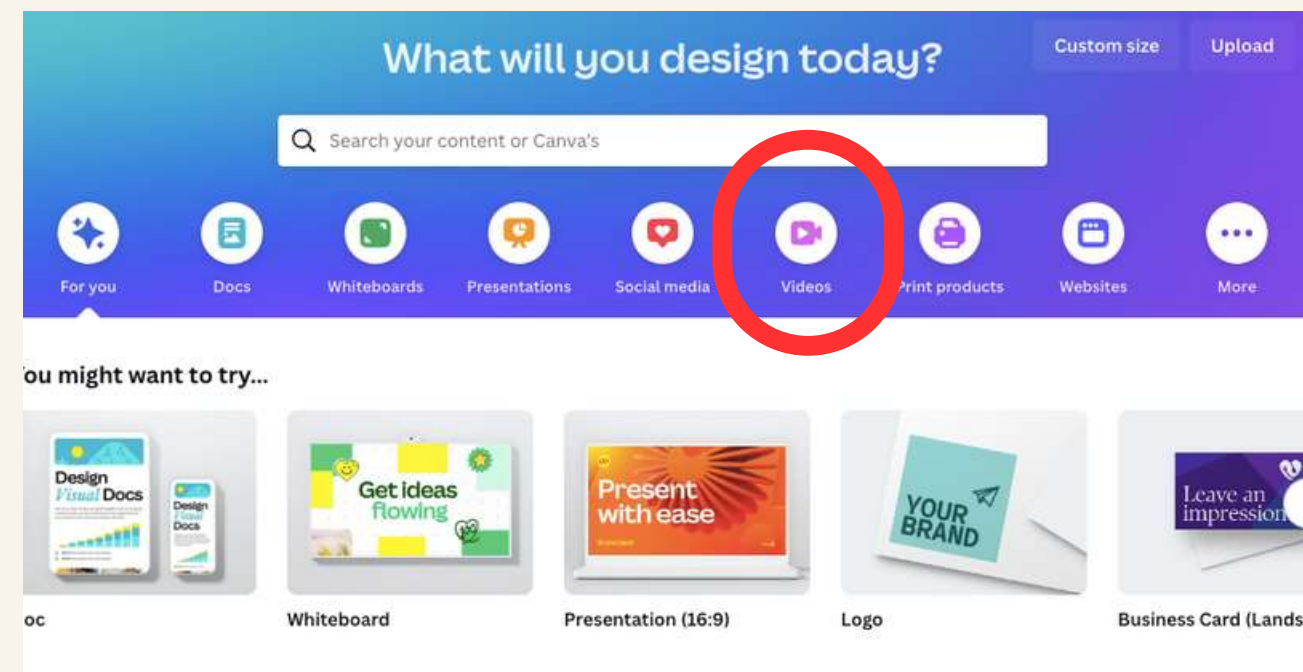 What will you design today?
Custom size
Upload
Search your content or Canva's
For you
Docs
Whiteboards
Presentations
Social media
Videos
Print products
Websites
More
ou might want to try...
Design
Visual Docs
Design
Visual
Docs
Get ideas
flowing
Present
with ease
YOUR
BRAND
Leave an
impression
oc
Whiteboard
Presentation (16:9)
Logo
Business Card (Lands